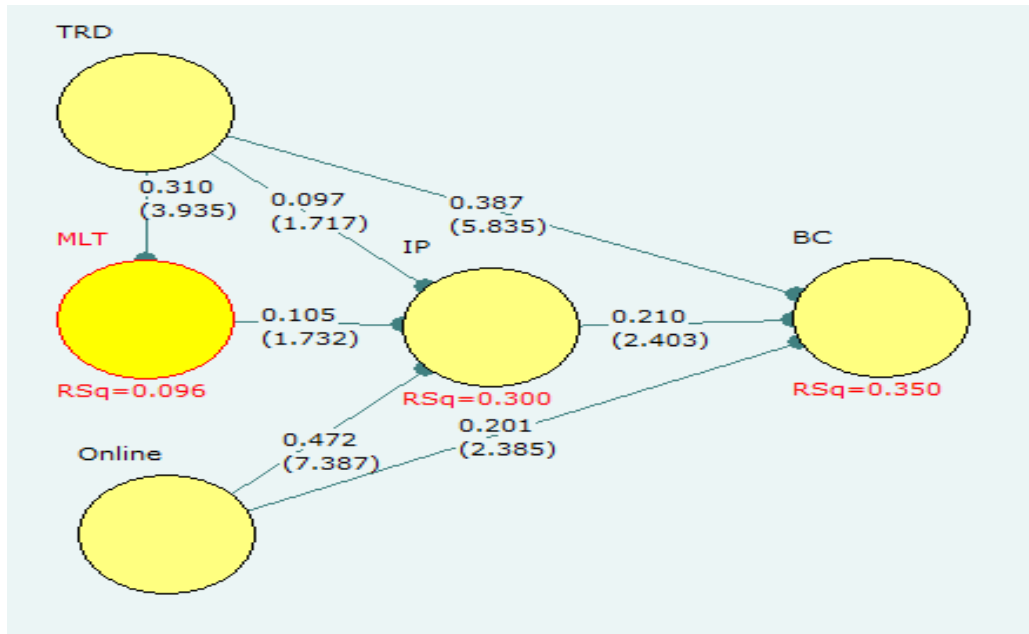 TRD
0.310
(3.935)
0.097
(1.717)
0.387
(5.835)
MLT
IP
BC
0.105
(1.732)
0.210
(2.403)
RSq=0.096
RSq=0.300
RSq=0.350
Online
0.472
(7.387)
0.201
(2.385)